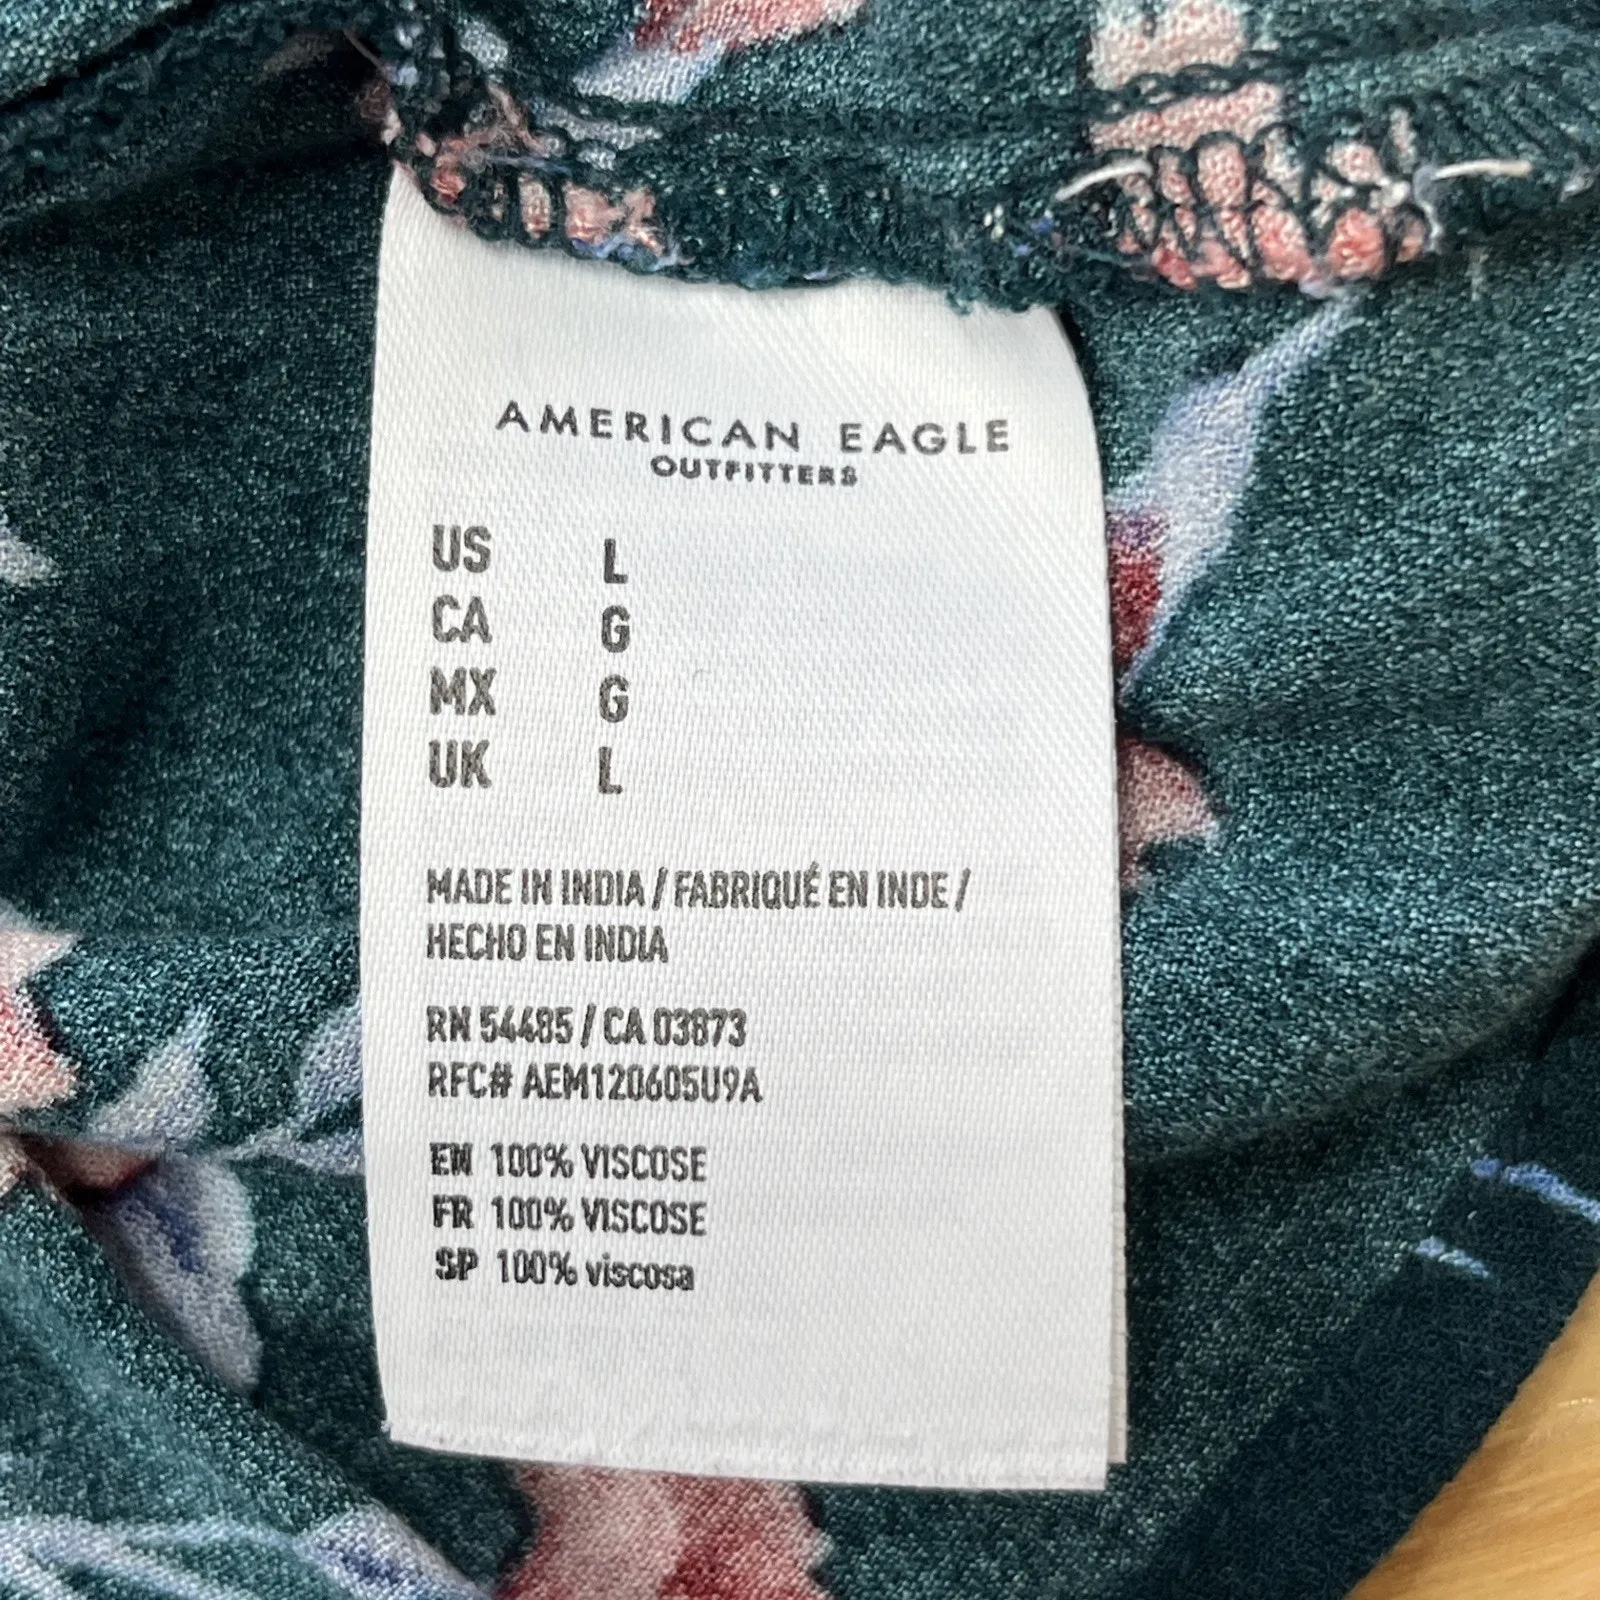 AMERICAN EAGLE
OUTFITTERS
US L
CA G
MX G
UK L
MADE IN INDIA / FABRIQUÉ EN INDE /
HECHO EN INDIA
RN 54485 / CA 03873
RFC# AEM120605U9A
EN 100% VISCOSE
FR 100% VISCOSE
SP 100% viscosa